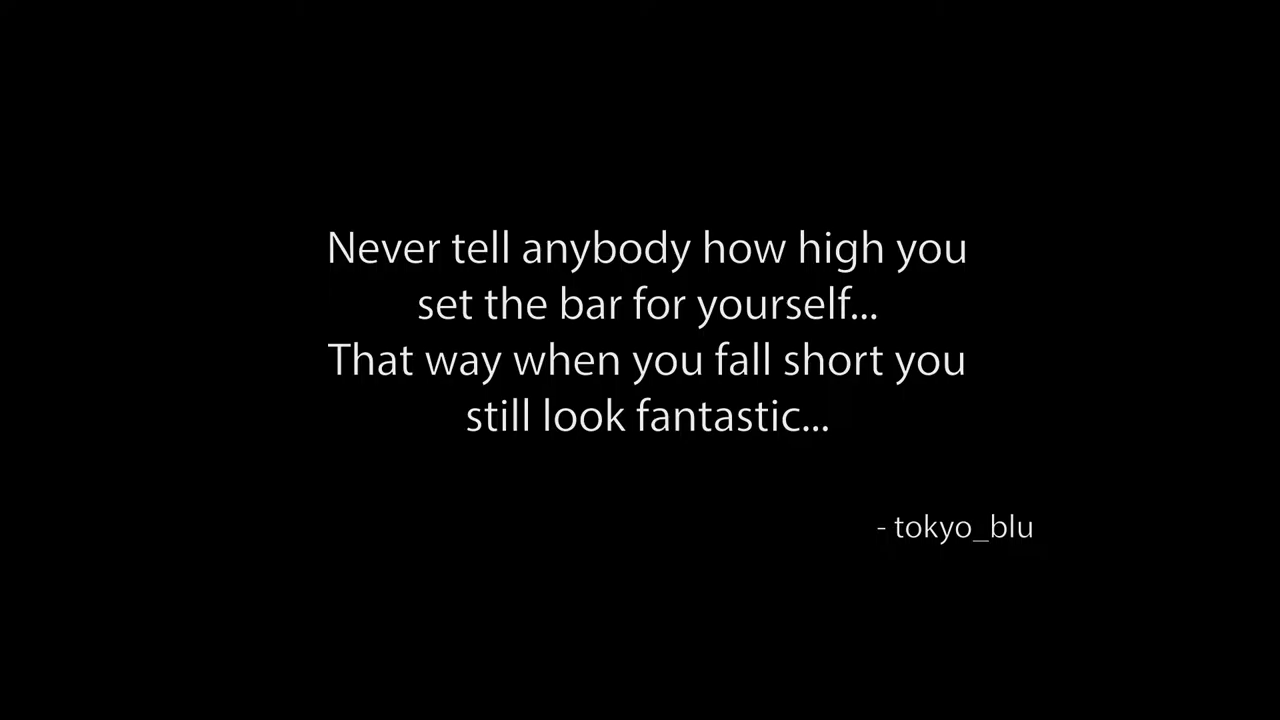 Never tell anybody how high you
set the bar for yourself...
That way when you fall short you
still look fantastic...
- tokyo_blu